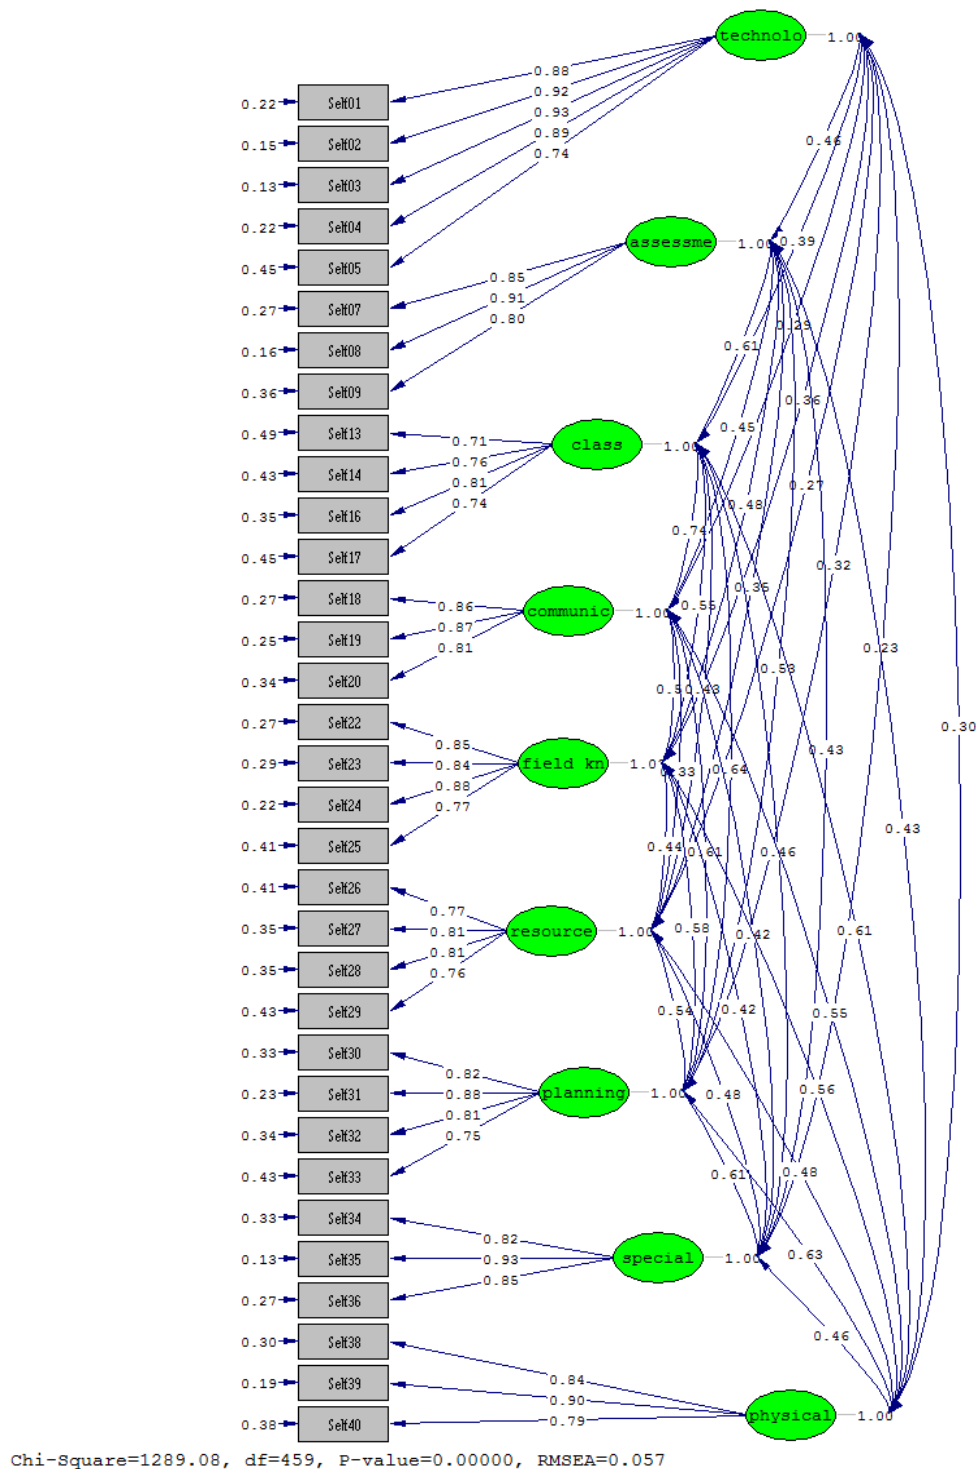 technolo 1.00
0.88
0.92
0.22 Self01
0.93
0.89
0.15 Self02
0.46
0.74
0.13 Self03
0.22 Self04
assessme 1.00 0.39
0.45 Self05
0.85
0.91
0.27 Self07
0.80
0.29
0.61
0.16 Self08
0.36 Self09
0.36
0.45
0.49 Self13
0.71
class 1.00
0.76
0.43 Self14
0.81
0.27
0.74
0.48
0.35 Self16
0.74
0.45 Self17
0.32
0.35
0.27 Self18
0.86
0.55
communic 1.00
0.87
0.25 Self19
0.81
0.23
0.53
0.34 Self20
0.43
0.27 Self22
0.30
0.85
0.43
0.29 Self23
0.84
field kn
0.33
0.64
0.88
0.22 Self24
0.77
0.43
0.41 Self25
0.44
0.61
0.46
0.41 Self26
0.77
0.61
0.35 Self27
0.81
resource 1.00
0.58
0.42
0.81
0.35 Self28
0.76
0.43 Self29
0.54
0.42
0.55
0.33 Self30
0.82
0.88
planning 1.00
0.48
0.56
0.23 Self31
0.81
0.34 Self32
0.75
0.61
0.48
0.43 Self33
0.33 Self34
0.82
0.63
0.13 Self35
0.93
special 1.00
0.85
0.27 Self36
0.46
0.30 Self38
0.84
0.19 Self39
0.90
physical 1.00
0.38 Self40
0.79
Chi-Square=1289.08, df=459, P-value=0.00000, RMSEA=0.057